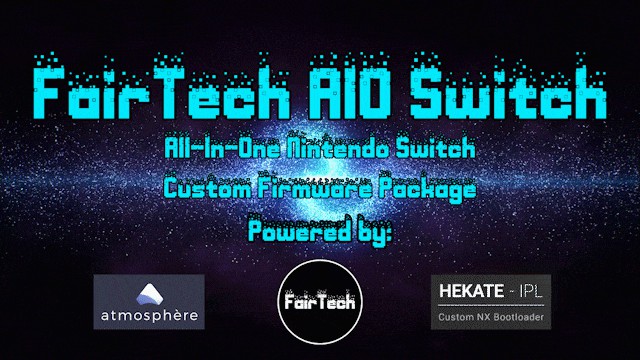 FairTech AIO Switch
All-In-One Nintendo Switch
Custom Firmware Package
Powered by:
atmosphère
FairTech
HEKATE - IPL
Custom NX Bootloader